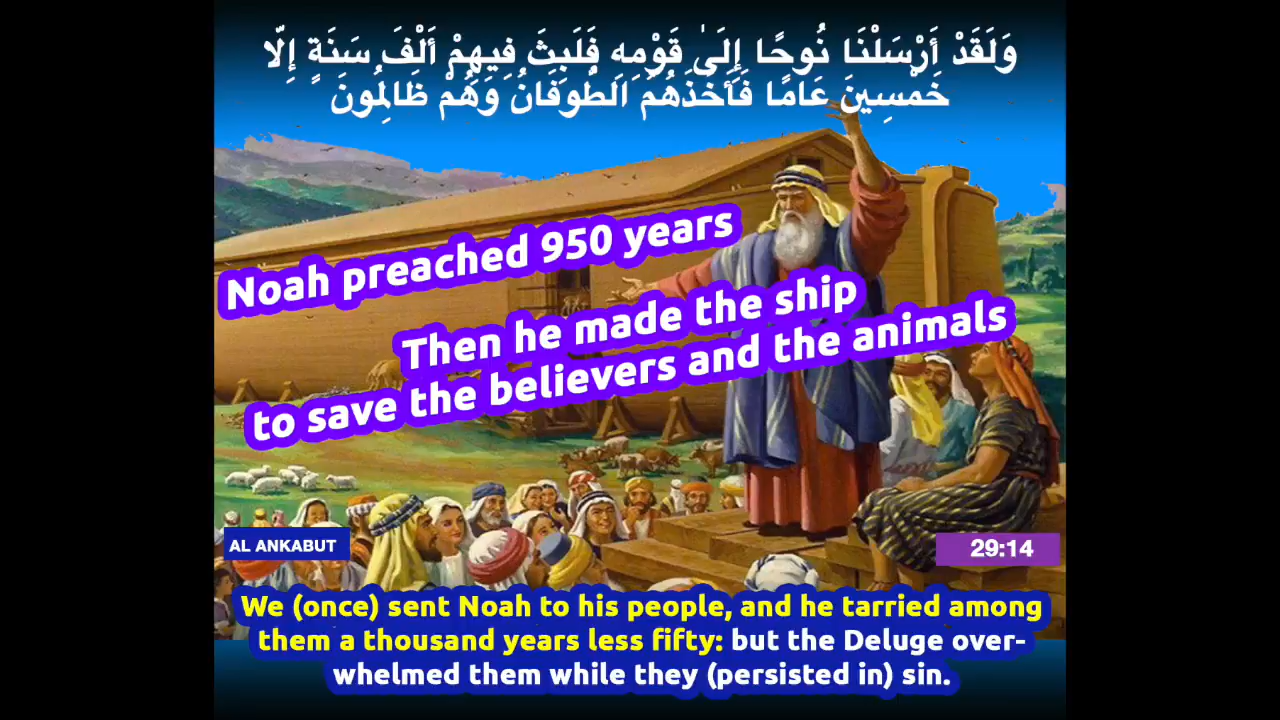 وَلَقَدْ أَرْسَلْنَا نُوحًا إِلَىٰ قَوْمِهِ فَلَبِثَ فِيهِمْ أَلْفَ سَنَةٍ إِلَّا
خَمْسِينَ عَامًا فَأَخَذَهُمُ الطُّوفَانُ وَهُمْ ظَالِمُونَ
Noah preached 950 years
Then he made the ship
to save the believers and the animals
AL ANKABUT
29:14
We (once) sent Noah to his people, and he tarried among
them a thousand years less fifty: but the Deluge over-
whelmed them while they (persisted in) sin.